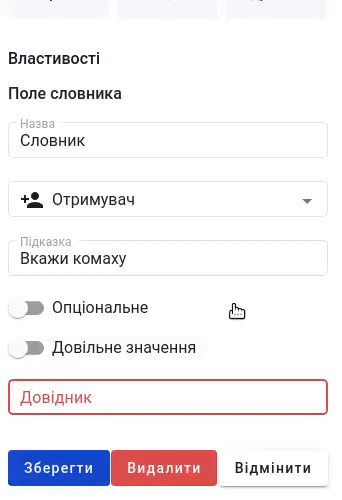 Властивості
Поле словника
Назва
Словник
Отримувач
Підказка
Вкажи комаху
Опціональне
Довільне значення
Довідник
Зберегти Видалити Відмінити